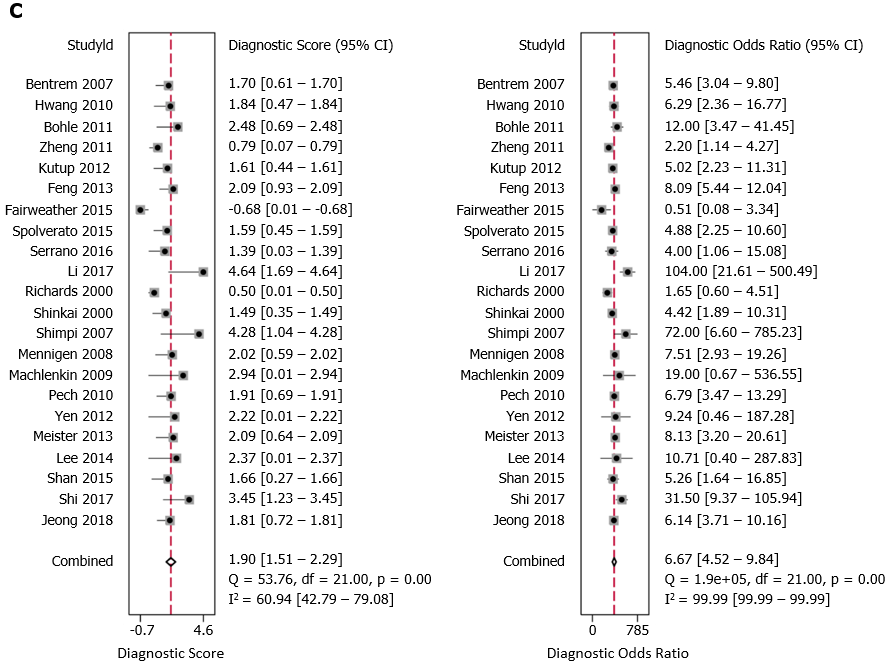 C
StudyId Diagnostic Score (95% CI) StudyId Diagnostic Odds Ratio (95% CI)
Bentrem 2007 1.70 [0.61 – 1.70] Bentrem 2007 5.46 [3.04 – 9.80]
Hwang 2010 1.84 [0.47 – 1.84] Hwang 2010 6.29 [2.36 – 16.77]
Bohle 2011 2.48 [0.69 – 2.48] Bohle 2011 12.00 [3.47 – 41.45]
Zheng 2011 0.79 [0.07 – 0.79] Zheng 2011 2.20 [1.14 – 4.27]
Kutup 2012 1.61 [0.44 – 1.61] Kutup 2012 5.02 [2.23 – 11.31]
Feng 2013 2.09 [0.93 – 2.09] Feng 2013 8.09 [5.44 – 12.04]
Fairweather 2015 -0.68 [0.01 – -0.68] Fairweather 2015 0.51 [0.08 – 3.34]
Spolverato 2015 1.59 [0.45 – 1.59] Spolverato 2015 4.88 [2.25 – 10.60]
Serrano 2016 1.39 [0.03 – 1.39] Serrano 2016 4.00 [1.06 – 15.08]
Li 2017 4.64 [1.69 – 4.64] Li 2017 104.00 [21.61 – 500.49]
Richards 2000 0.50 [0.01 – 0.50] Richards 2000 1.65 [0.60 – 4.51]
Shinkai 2000 1.49 [0.35 – 1.49] Shinkai 2000 4.42 [1.89 – 10.31]
Shimpi 2007 4.28 [1.04 – 4.28] Shimpi 2007 72.00 [6.60 – 785.23]
Mennigen 2008 2.02 [0.59 – 2.02] Mennigen 2008 7.51 [2.93 – 19.26]
Machlenkin 2009 2.94 [0.01 – 2.94] Machlenkin 2009 19.00 [0.67 – 536.55]
Pech 2010 1.91 [0.69 – 1.91] Pech 2010 6.79 [3.47 – 13.29]
Yen 2012 2.22 [0.01 – 2.22] Yen 2012 9.24 [0.46 – 187.28]
Meister 2013 2.09 [0.64 – 2.09] Meister 2013 8.13 [3.20 – 20.61]
Lee 2014 2.37 [0.01 – 2.37] Lee 2014 10.71 [0.40 – 287.83]
Shan 2015 1.66 [0.27 – 1.66] Shan 2015 5.26 [1.64 – 16.85]
Shi 2017 3.45 [1.23 – 3.45] Shi 2017 31.50 [9.37 – 105.94]
Jeong 2018 1.81 [0.72 – 1.81] Jeong 2018 6.14 [3.71 – 10.16]
Combined 1.90 [1.51 – 2.29] Combined 6.67 [4.52 – 9.84]
Q = 53.76, df = 21.00, p = 0.00 Q = 1.9e+05, df = 21.00, p = 0.00
I² = 60.94 [42.79 – 79.08] I² = 99.99 [99.99 – 99.99]
-0.7 4.6 0 785
Diagnostic Score Diagnostic Odds Ratio